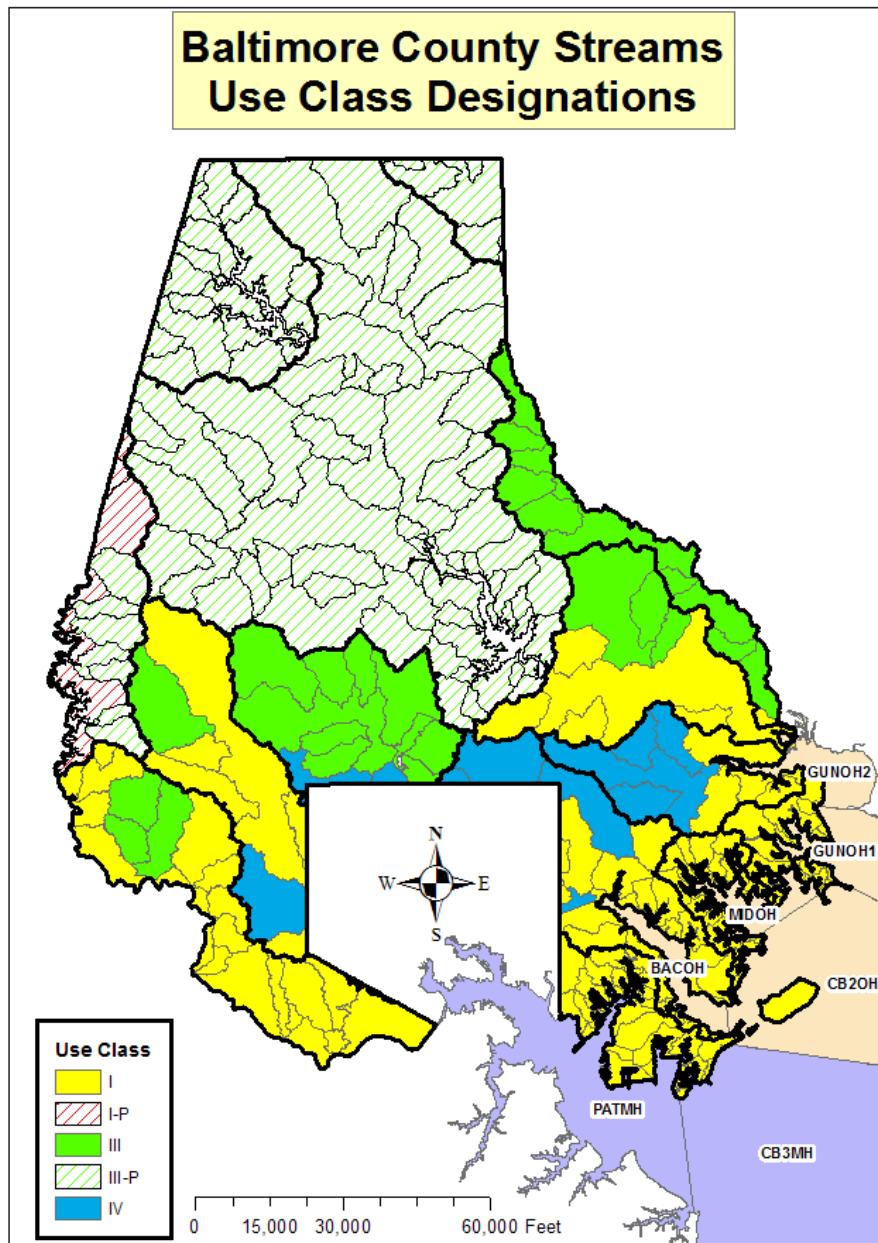 Baltimore County Streams
Use Class Designations
GUNOH2
GUNOH1
N
W E
S
MIDOH
BACOH
CB2OH
Use Class
I
I-P
III
III-P
IV
PATMH
CB3MH
0 15,000 30,000 60,000 Feet